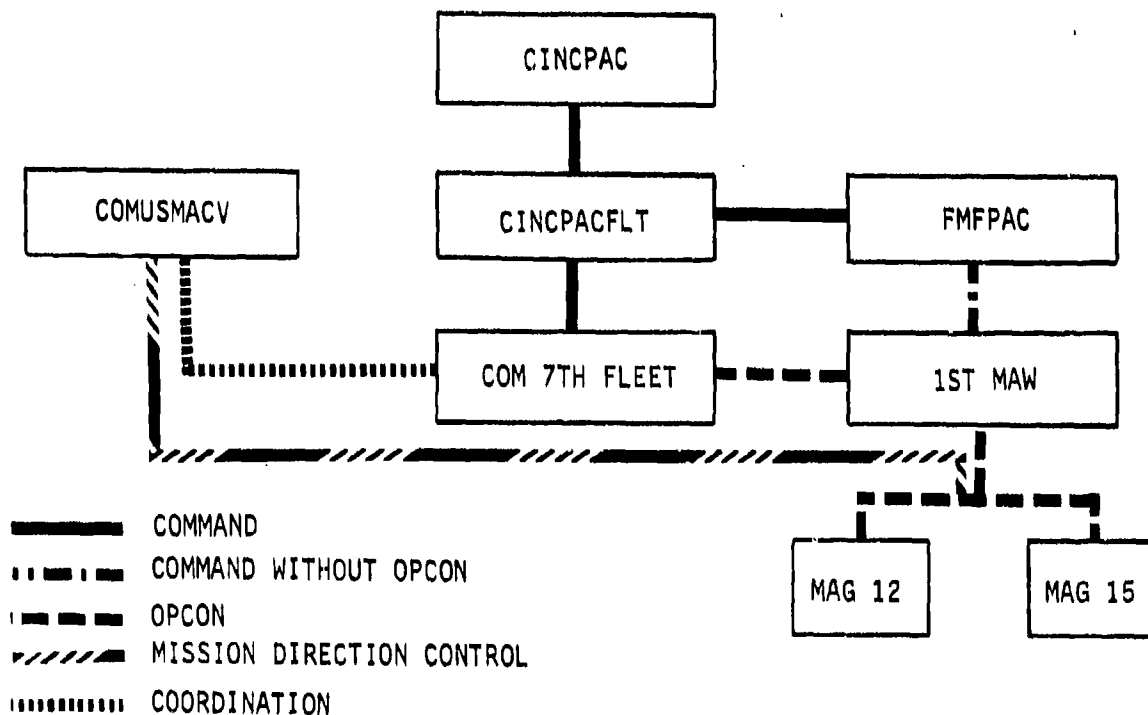 CINCPAC
COMUSMACV
CINCPACFLT
FMFPAC
COM 7TH FLEET
1ST MAW
COMMAND
COMMAND WITHOUT OPCON
OPCON
MISSION DIRECTION CONTROL
COORDINATION
MAG 12
MAG 15